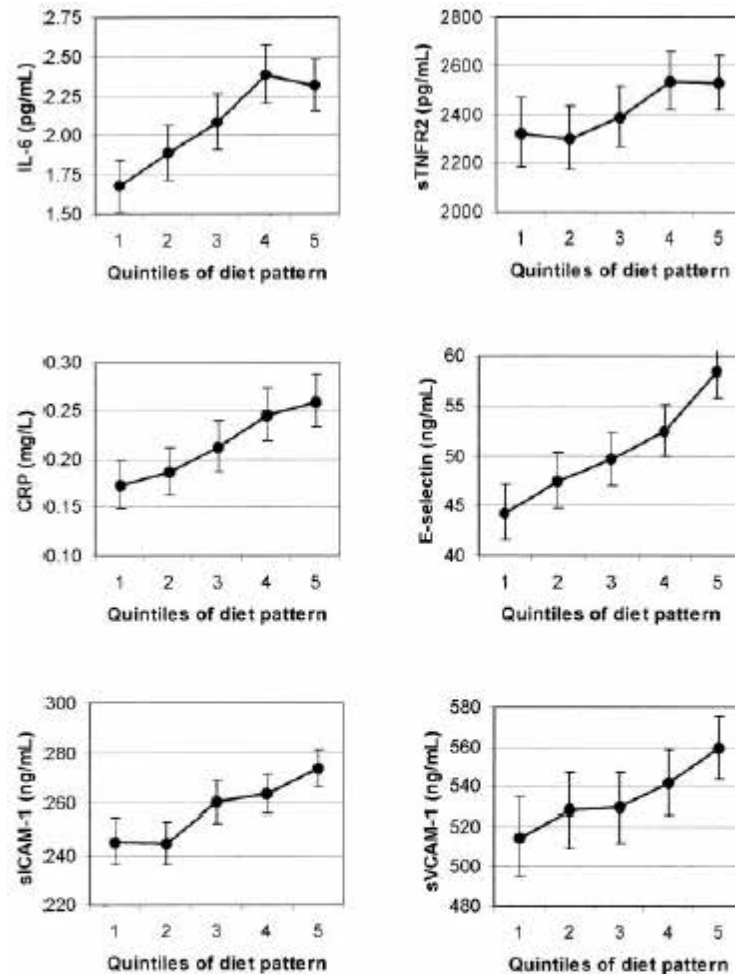 IL-6 (pg/mL)
2.75
2.50
2.25
2.00
1.75
1.50
1 2 3 4 5
Quintiles of diet pattern
sTNFR2 (pg/mL)
2800
2600
2400
2200
2000
1 2 3 4 5
Quintiles of diet pattern
CRP (mg/L)
0.30
0.25
0.20
0.15
0.10
1 2 3 4 5
Quintiles of diet pattern
E-selectin (ng/mL)
60
55
50
45
40
1 2 3 4 5
Quintiles of diet pattern
sICAM-1 (ng/mL)
300
280
260
240
220
1 2 3 4 5
Quintiles of diet pattern
sVCAM-1 (ng/mL)
580
560
540
520
500
480
1 2 3 4 5
Quintiles of diet pattern